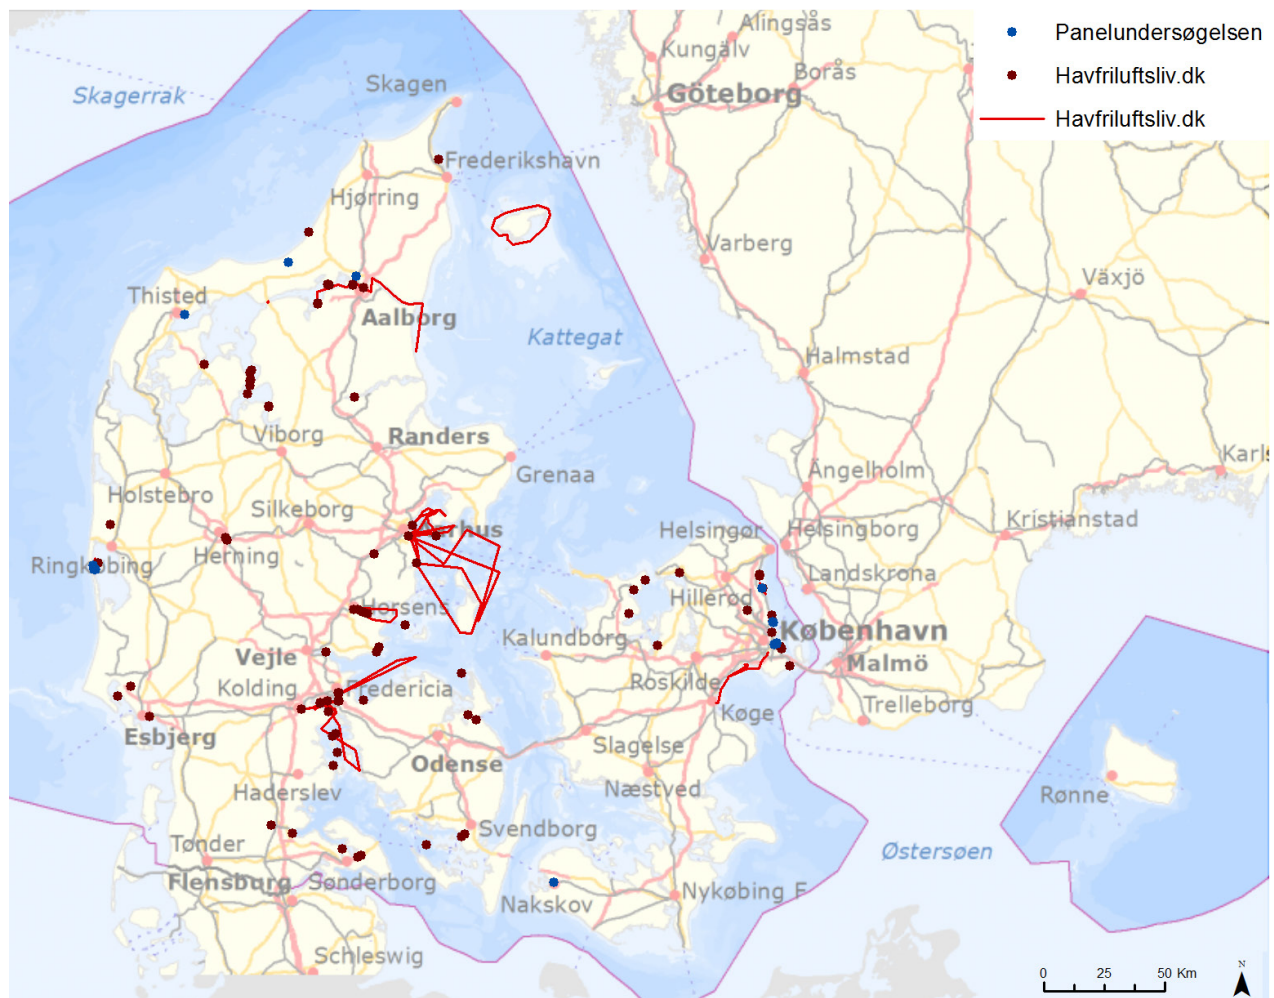 Panelundersøgelsen
Havfriluftsliv.dk
Havfriluftsliv.dk
Alingsås
Kungälv
Borås
Göteborg
Skagen
Skagerrak
Frederikshavn
Hjørring
Varberg
Växjö
Thisted
Aalborg
Kattegat
Halmstad
Viborg
Randers
Grenaa
Ängelholm
Karls
Holstebro
Silkeborg
Århus
Helsingør
Helsingborg
Kristianstad
Herning
Ringkøbing
Landskrona
Hillerød
Horsens
Kalundborg
København
Vejle
Malmö
Kolding
Fredericia
Roskilde
Trelleborg
Køge
Esbjerg
Slagelse
Odense
Næstved
Haderslev
Rønne
Svendborg
Tønder
Østersøen
Flensburg
Sønderborg
Nakskov
Nykøbing F
Schleswig
N
0 25 50 Km